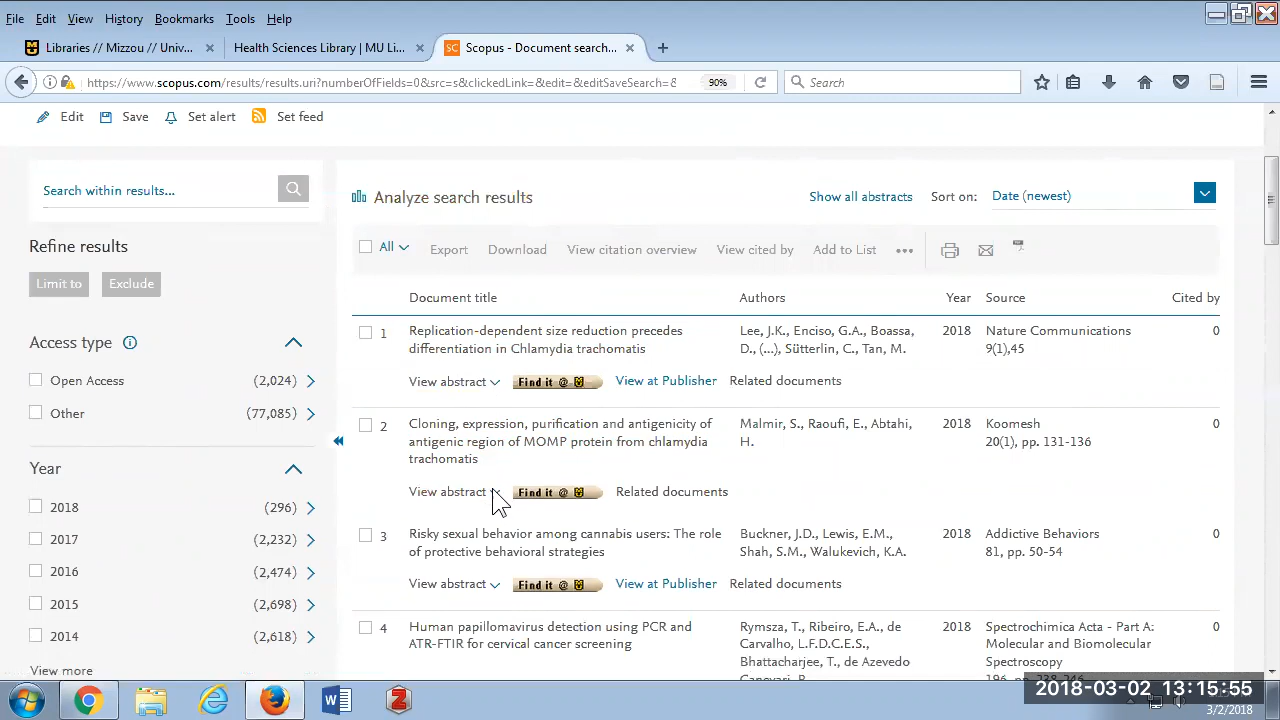 File Edit View History Bookmarks Tools Help
Libraries // Mizzou // Univ... × Health Sciences Library | MU Li... × SC Scopus - Document search... × +
https://www.scopus.com/results/results.uri?numberOfFields=0&src=s&clickedLink=&edit=&editSaveSearch=& 90% Search
Edit Save Set alert Set feed
Search within results...
Refine results
Limit to Exclude
Access type
Open Access (2,024)
Other (77,085)
Year
2018 (296)
2017 (2,232)
2016 (2,474)
2015 (2,698)
2014 (2,618)
View more
Analyze search results Show all abstracts Sort on: Date (newest)
All Export Download View citation overview View cited by Add to List •••
Document title Authors Year Source Cited by
1 Replication-dependent size reduction precedes Lee, J.K., Enciso, G.A., Boassa, 2018 Nature Communications 0
differentiation in Chlamydia trachomatis D., (...), Sütterlin, C., Tan, M. 9(1),45
View abstract Find it @ View at Publisher Related documents
2 Cloning, expression, purification and antigenicity of Malmir, S., Raoufi, E., Abtahi, 2018 Koomesh 0
antigenic region of MOMP protein from chlamydia H. 20(1), pp. 131-136
trachomatis
View abstract Find it @ Related documents
3 Risky sexual behavior among cannabis users: The role Buckner, J.D., Lewis, E.M., 2018 Addictive Behaviors 0
of protective behavioral strategies Shah, S.M., Walukevich, K.A. 81, pp. 50-54
View abstract Find it @ View at Publisher Related documents
4 Human papillomavirus detection using PCR and Rymsza, T., Ribeiro, E.A., de 2018 Spectrochimica Acta - Part A: 0
ATR-FTIR for cervical cancer screening Carvalho, L.F.D.C.E.S., Molecular and Biomolecular
Bhattacharjee, T., de Azevedo Spectroscopy
2018-03-02 13:15:55
3/2/2018